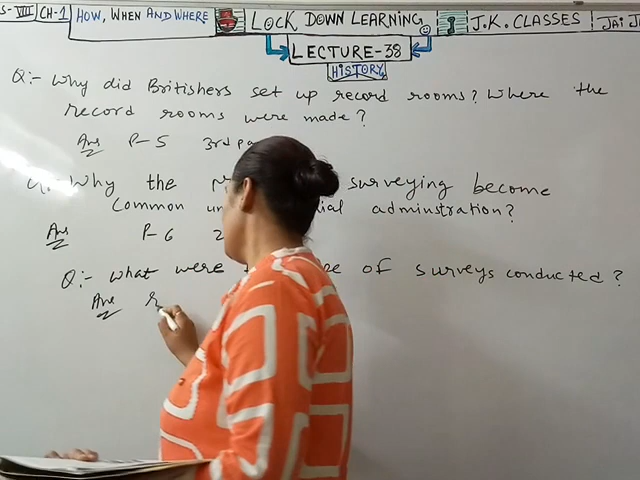 S-VIII CH-1 HOW, WHEN AND WHERE LOCK DOWN LEARNING J.K. CLASSES JAI
LECTURE-38
HISTORY
Q:- Why did Britishers set up record rooms? Where the
record rooms were made?
Ans P-5 3rd
Why the surveying become
Common adminstration?
Ans P-6 2
Q:- What were of surveys conducted?
Ans